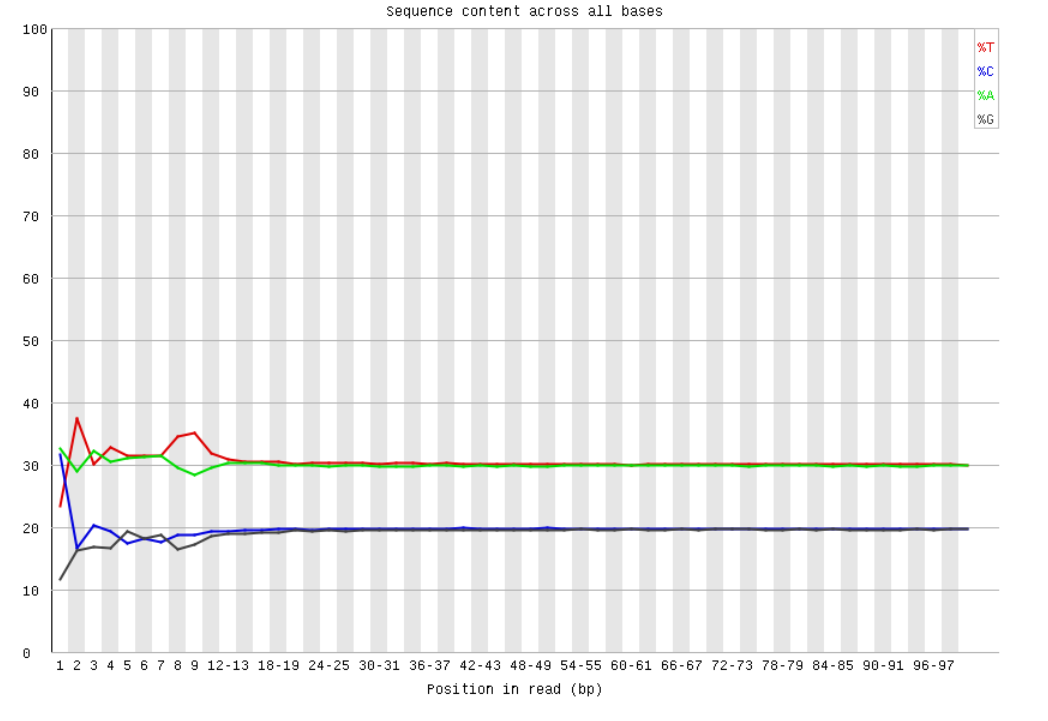 Sequence content across all bases
100
90
80
70
60
50
40
30
20
10
0
%T
%C
%A
%G
1 2 3 4 5 6 7 8 9 12-13 18-19 24-25 30-31 36-37 42-43 48-49 54-55 60-61 66-67 72-73 78-79 84-85 90-91 96-97
Position in read (bp)